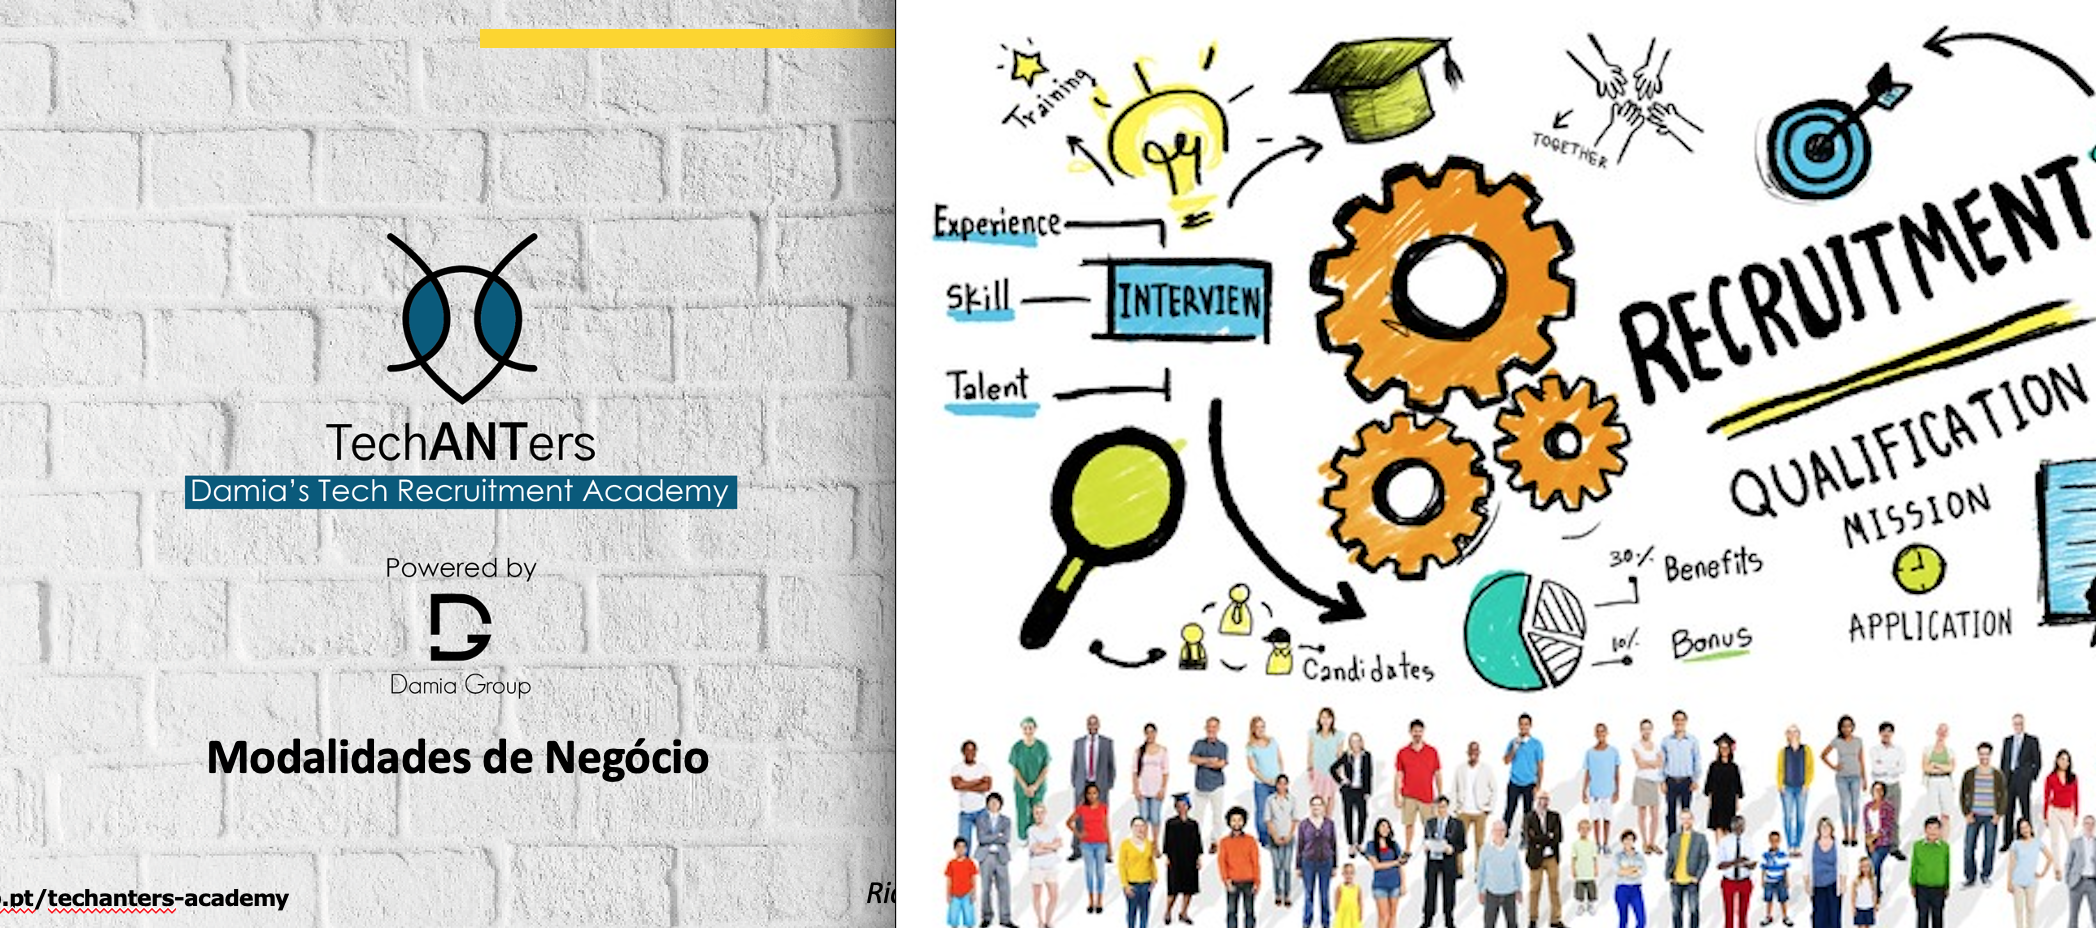 TechANTers
Damia's Tech Recruitment Academy
Powered by
Damia Group
Modalidades de Negócio
.pt/techanters-academy
Training
TOGETHER
Experience
Skill
INTERVIEW
Talent
RECRUITMENT
QUALIFICATION
MISSION
APPLICATION
30% Benefits
10% Bonus
Candidates